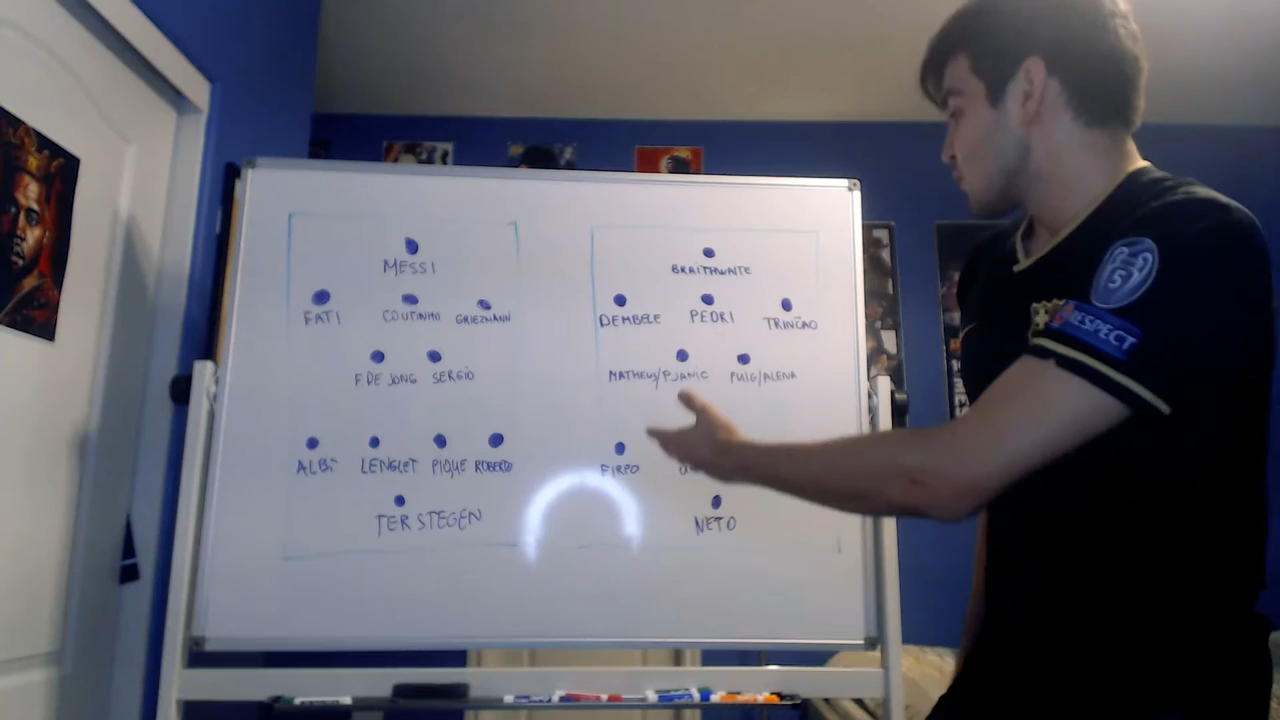 MESSI
FATI COUTINHO GRIEZMANN
F DE JONG SERGIO
ALBA LENGLET PIQUE ROBERTO
TER STEGEN
BRAITHWAITE
DEMBELE PEDRI TRINCÃO
MATHEUS/PJANIC PUIG/ALENA
FIRPO
NETO
5
RESPECT